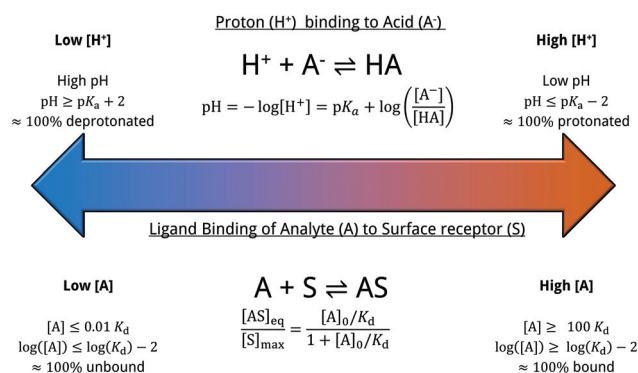 Proton (H⁺) binding to Acid (A⁻)
Low [H⁺]
High [H⁺]
H⁺ + A⁻ ⇌ HA
High pH
Low pH
pH ≥ pKₐ + 2
pH = −log[H⁺] = pKₐ + log([A⁻]/[HA])
pH ≤ pKₐ − 2
≈ 100% deprotonated
≈ 100% protonated
Ligand Binding of Analyte (A) to Surface receptor (S)
Low [A]
High [A]
A + S ⇌ AS
[AS]eq/[S]max = ([A]₀/Kd)/(1 + [A]₀/Kd)
[A] ≤ 0.01 Kd
[A] ≥ 100 Kd
log([A]) ≤ log(Kd) − 2
log([A]) ≥ log(Kd) − 2
≈ 100% unbound
≈ 100% bound